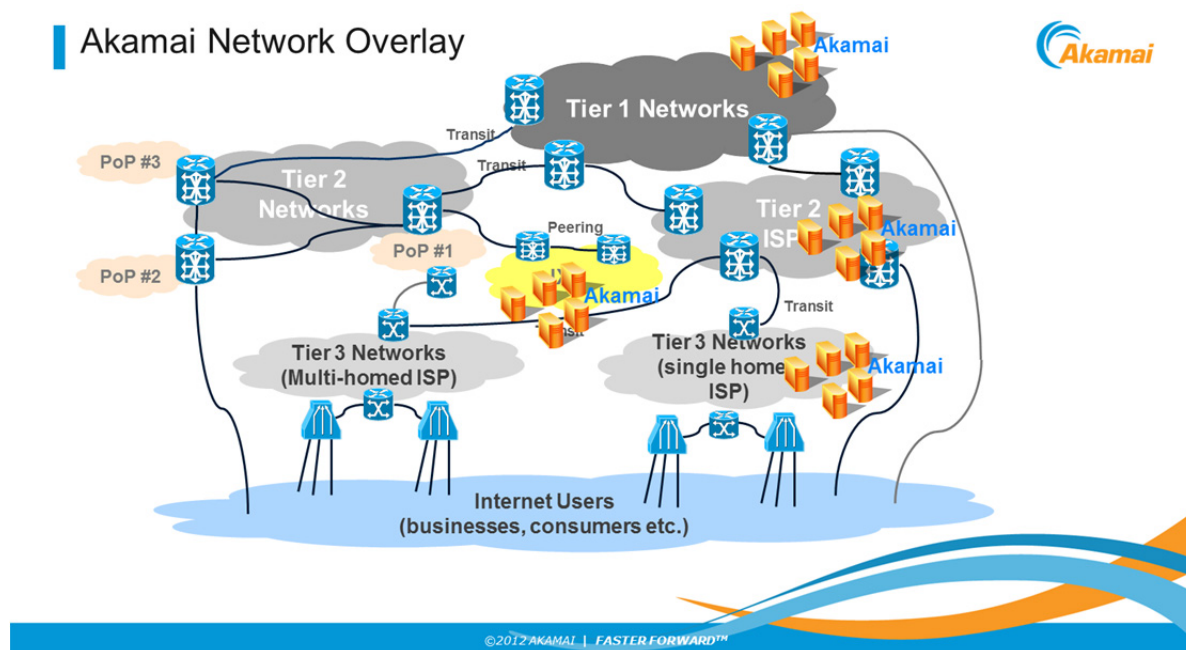 Akamai Network Overlay
Akamai
Akamai
Tier 1 Networks
Transit
PoP #3
Transit
Tier 2
Networks
Tier 2
ISP
Akamai
Peering
PoP #1
PoP #2
Akamai
Transit
Tier 3 Networks
(Multi-homed ISP)
Tier 3 Networks
(single home
ISP)
Akamai
Internet Users
(businesses, consumers etc.)
©2012 AKAMAI | FASTER FORWARD™